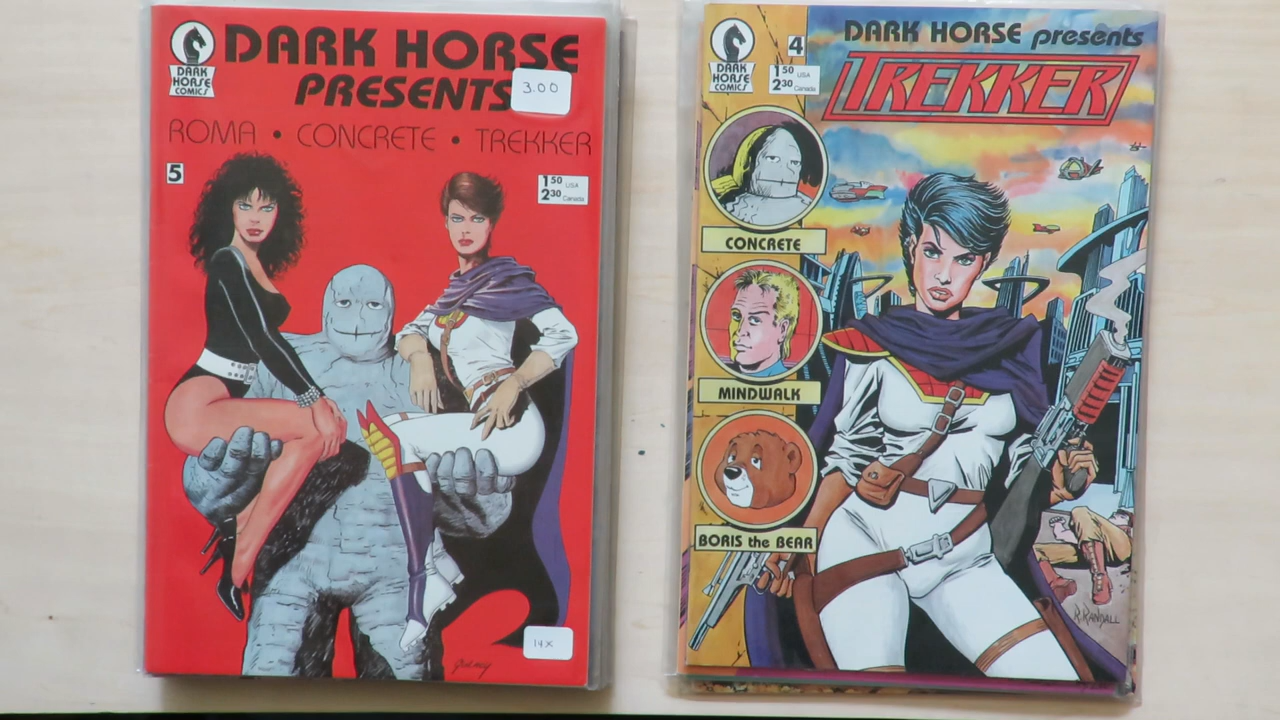 DARK HORSE
PRESENTS
3.00
DARK
HORSE
COMICS
ROMA • CONCRETE • TREKKER
5
1 50 USA
2 30 Canada
14x
DARK HORSE presents
TREKKER
4
1 50 USA
2 30 Canada
DARK
HORSE
COMICS
CONCRETE
MINDWALK
BORIS the BEAR
R. RANDALL